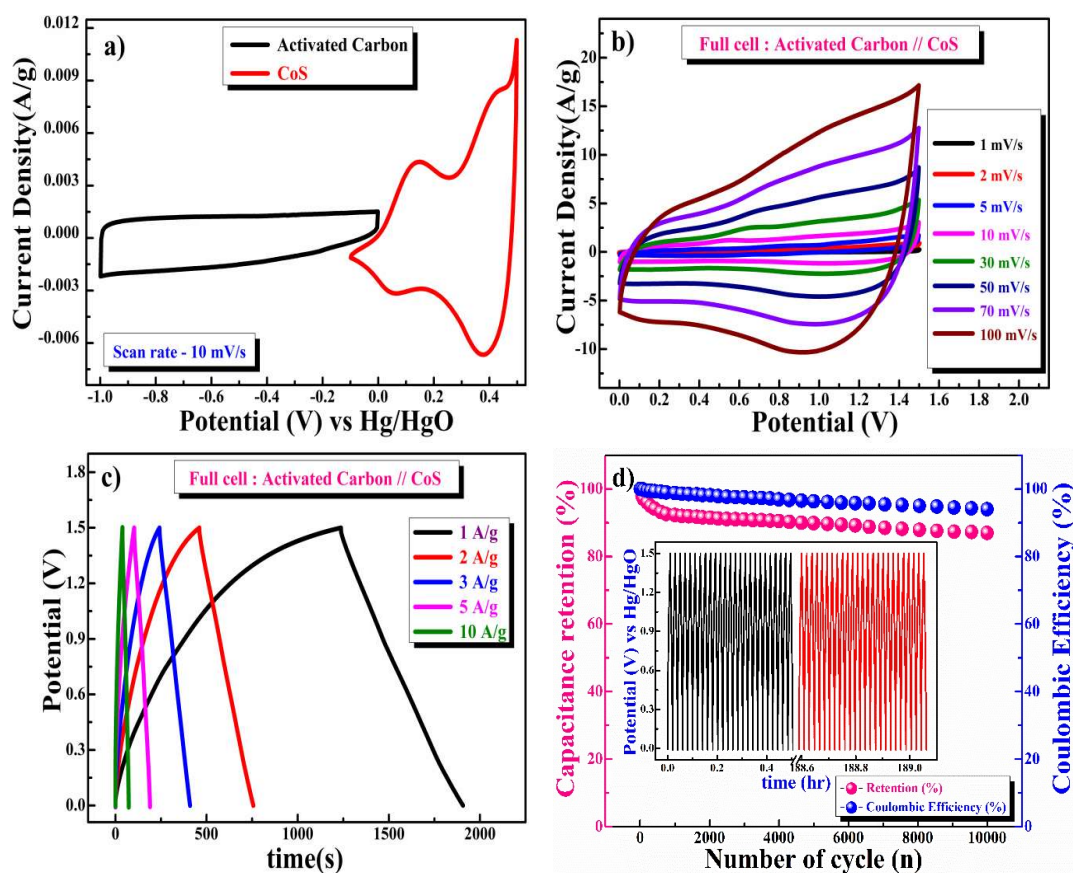 a)
Activated Carbon
CoS
Scan rate - 10 mV/s
0.012
0.009
0.006
0.003
0.000
-0.003
-0.006
Current Density(A/g)
-1.0 -0.8 -0.6 -0.4 -0.2 0.0 0.2 0.4
Potential (V) vs Hg/HgO
b)
Full cell : Activated Carbon // CoS
1 mV/s
2 mV/s
5 mV/s
10 mV/s
30 mV/s
50 mV/s
70 mV/s
100 mV/s
25
20
15
10
5
0
-5
-10
Current Density(A/g)
0.0 0.2 0.4 0.6 0.8 1.0 1.2 1.4 1.6 1.8 2.0
Potential (V)
c)
Full cell : Activated Carbon // CoS
1 A/g
2 A/g
3 A/g
5 A/g
10 A/g
1.8
1.5
1.2
0.9
0.6
0.3
0.0
Potential (V)
0 500 1000 1500 2000
time(s)
d)
100
80
60
40
20
0
Capacitance retention (%)
100
80
60
40
20
0
Coulombic Efficiency (%)
1.5
1.2
0.9
0.6
0.3
0.0
Potential (V) vs Hg/HgO
0.0 0.2 0.4 188.6 188.8 189.0
time (hr)
Retention (%)
Coulombic Efficiency (%)
0 2000 4000 6000 8000 10000
Number of cycle (n)